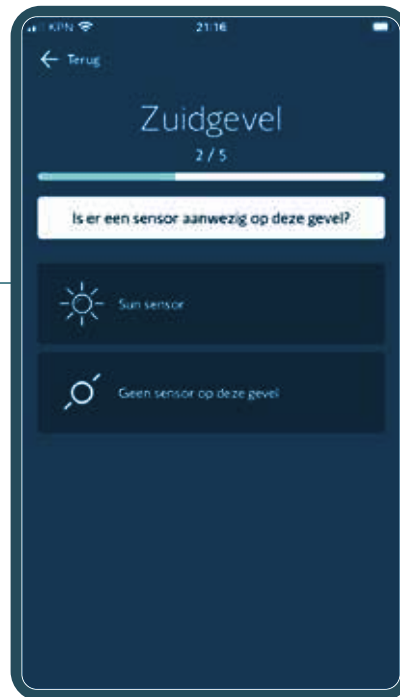 KPN 21:16
← Terug
Zuidgevel
2 / 5
Is er een sensor aanwezig op deze gevel?
Sun sensor
Geen sensor op deze gevel